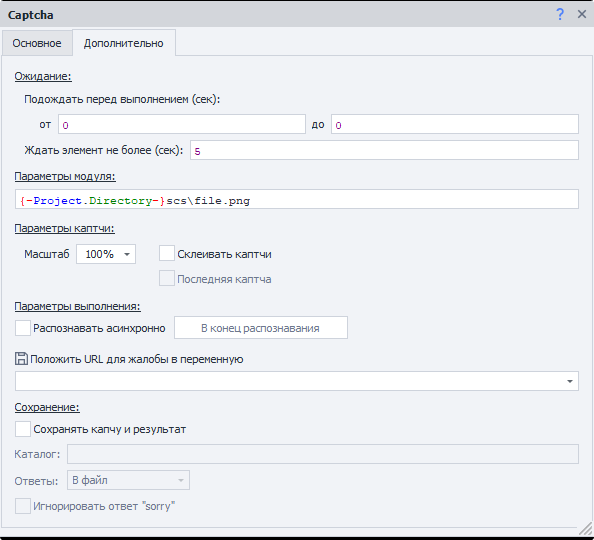 Captcha
Основное Дополнительно
Ожидание:
Подождать перед выполнением (сек):
от 0 до 0
Ждать элемент не более (сек): 5
Параметры модуля:
{-Project.Directory-}scs\file.png
Параметры каптчи:
Масштаб 100% Склеивать каптчи
Последняя каптча
Параметры выполнения:
Распознавать асинхронно В конец распознавания
Положить URL для жалобы в переменную
Сохранение:
Сохранять капчу и результат
Каталог:
Ответы: В файл
Игнорировать ответ "sorry"